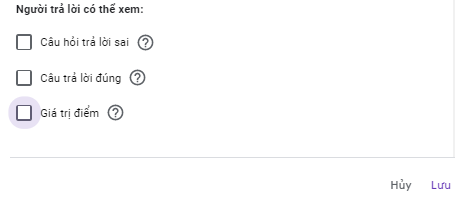 Người trả lời có thể xem:
Câu hỏi trả lời sai ?
Câu trả lời đúng ?
Giá trị điểm ?
Hủy Lưu